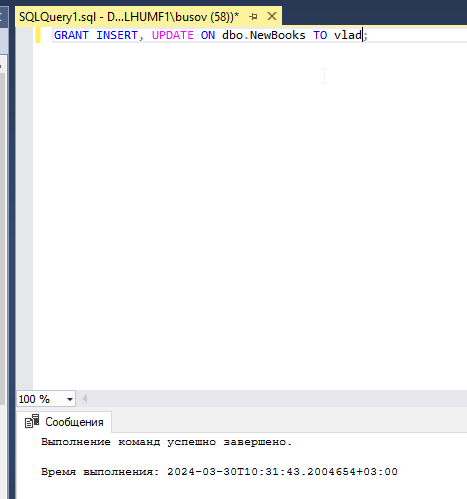 SQLQuery1.sql - D...LHUMF1\busov (58))*
GRANT INSERT, UPDATE ON dbo.NewBooks TO vlad;
100 %
Сообщения
Выполнение команд успешно завершено.
Время выполнения: 2024-03-30T10:31:43.2004654+03:00